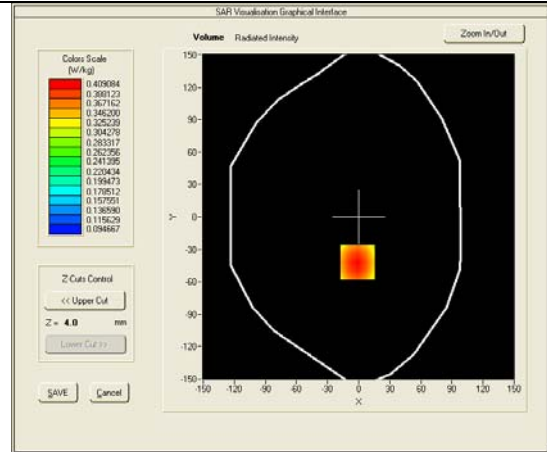 SAR Visualisation Graphical Interface
Volume Radiated Intensity
Zoom In/Out
Colors Scale
(W/kg)
0.409084
0.388123
0.367162
0.346200
0.325239
0.304278
0.283317
0.262356
0.241395
0.220434
0.199473
0.178512
0.157551
0.136590
0.115629
0.094667
Z-Cuts Control
<< Upper Cut
Z = 4.0 mm
Lower Cut >>
SAVE Cancel
150-
120-
90-
60-
30-
0-
-30-
-60-
-90-
-120-
-150-
Y
-150 -120 -90 -60 -30 0 30 60 90 120 150
X